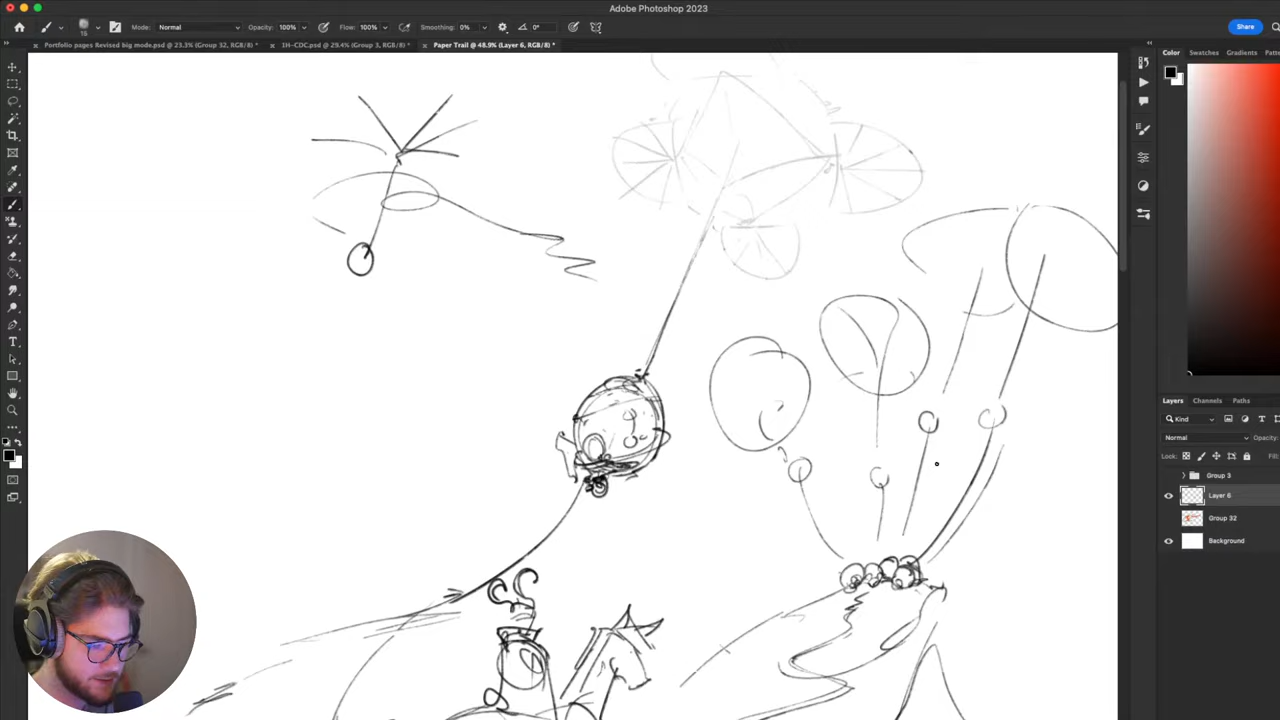 Adobe Photoshop 2023
Mode: Normal Opacity: 100% Flow: 100% Smoothing: 0% 0° Share
Portfolio pages Revised big mode.psd @ 23.3% (Group 32, RGB/8) * 1H-CDC.psd @ 29.4% (Group 3, RGB/8) * Paper Trail @ 48.9% (Layer 6, RGB/8) *
Color Swatches Gradients Patte
Layers Channels Paths
Kind
Normal Opacity:
Lock: Fill:
Group 3
Layer 6
Group 32
Background